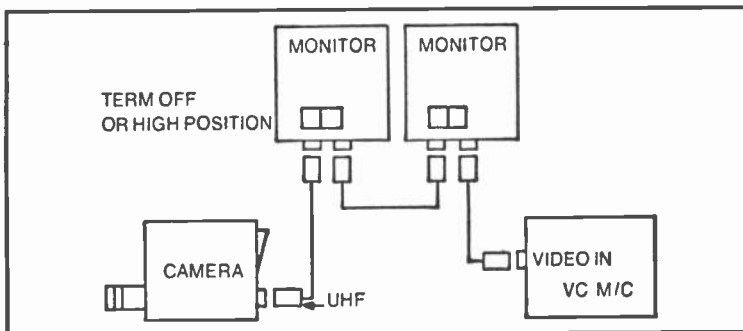 MONITOR
MONITOR
TERM OFF
OR HIGH POSITION
CAMERA
UHF
VIDEO IN
VC M/C